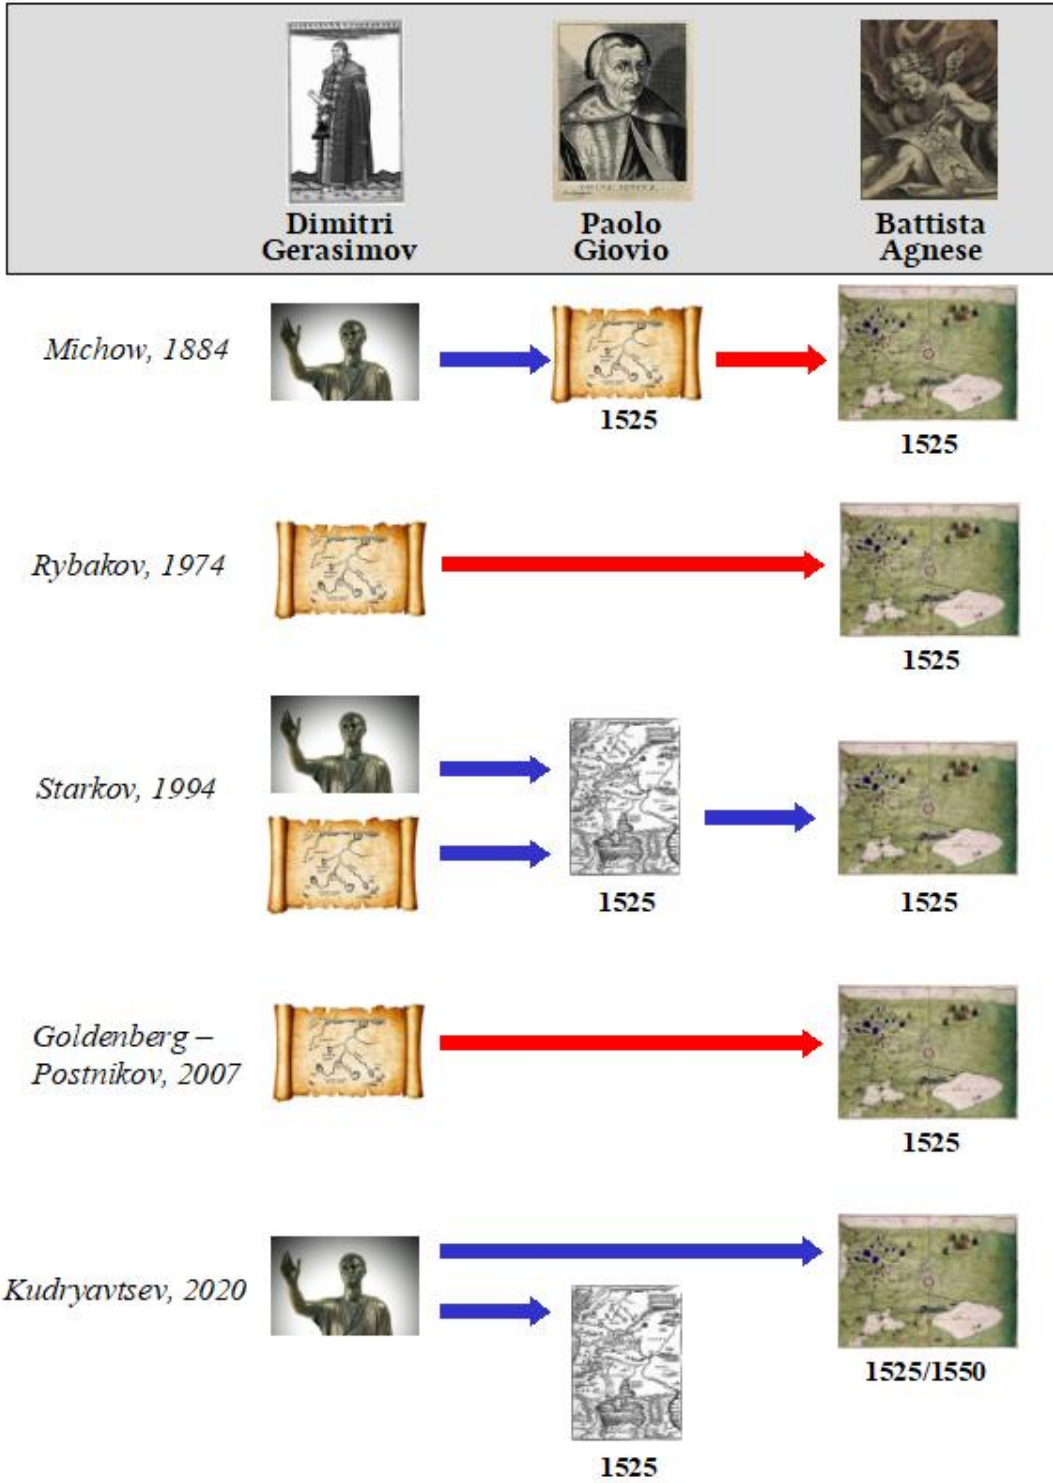 Dimitri
Gerasimov
Paolo
Giovio
Battista
Agnese
Michow, 1884
1525
1525
Rybakov, 1974
1525
Starkov, 1994
1525
1525
Goldenberg –
Postnikov, 2007
1525
Kudryavtsev, 2020
1525/1550
1525